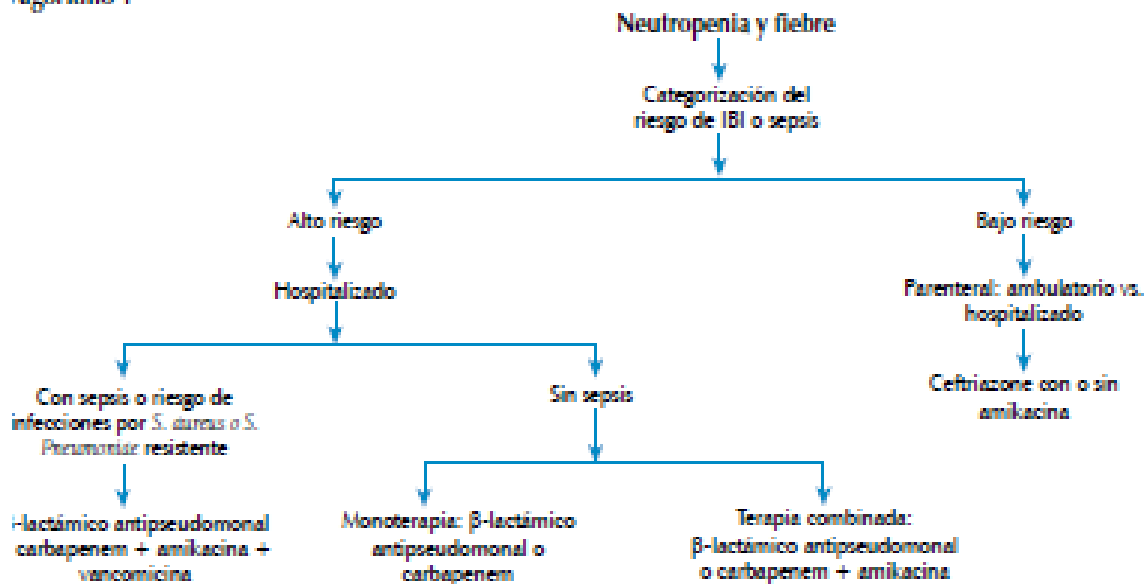 Neutropenia y fiebre
Categorización del
riesgo de IBI o sepsis
Alto riesgo
Bajo riesgo
Hospitalizado
Parenteral: ambulatorio vs.
hospitalizado
Con sepsis o riesgo de
infecciones por S. aureus o S.
Pneumoniae resistente
Sin sepsis
Ceftriazone con o sin
amikacina
-lactámico antipseudomonal
carbapenem + amikacina +
vancomicina
Monoterapia: β-lactámico
antipseudomonal o
carbapenem
Terapia combinada:
β-lactámico antipseudomonal
o carbapenem + amikacina